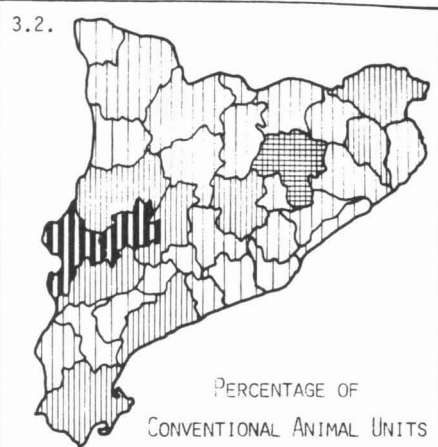 3.2.
PERCENTAGE OF
CONVENTIONAL ANIMAL UNITS